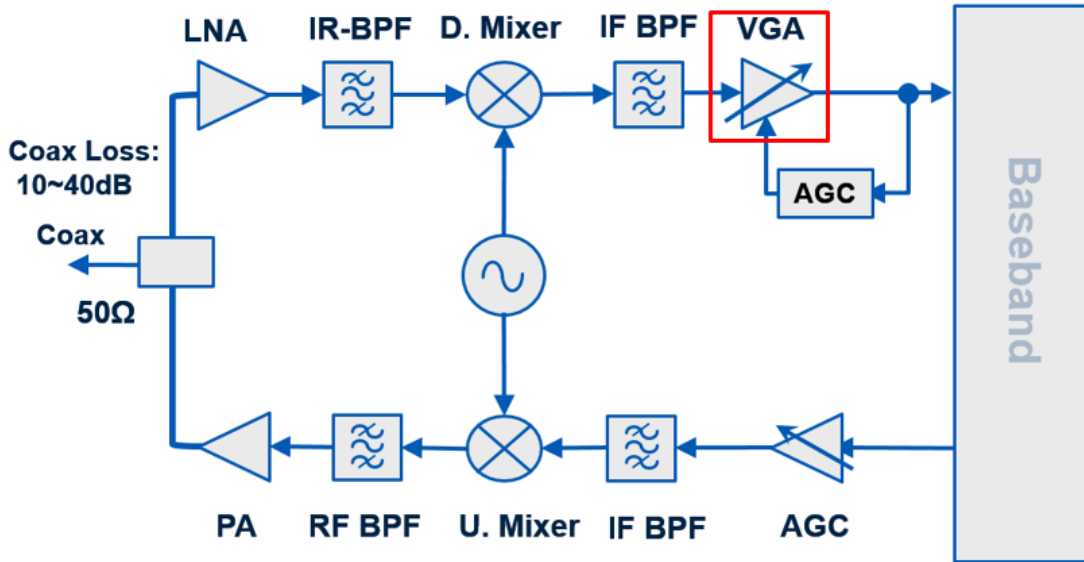 LNA
IR-BPF
D. Mixer
IF BPF
VGA
Coax Loss:
10~40dB
AGC
Coax
50Ω
Baseband
PA
RF BPF
U. Mixer
IF BPF
AGC